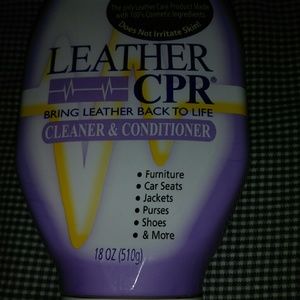 The only Leather Care Product Made
with 100% Cosmetic Ingredients.
Does Not Irritate Skin!
LEATHER
CPR®
BRING LEATHER BACK TO LIFE
CLEANER & CONDITIONER
• Furniture
• Car Seats
• Jackets
• Purses
• Shoes
• & More
18 OZ (510g)